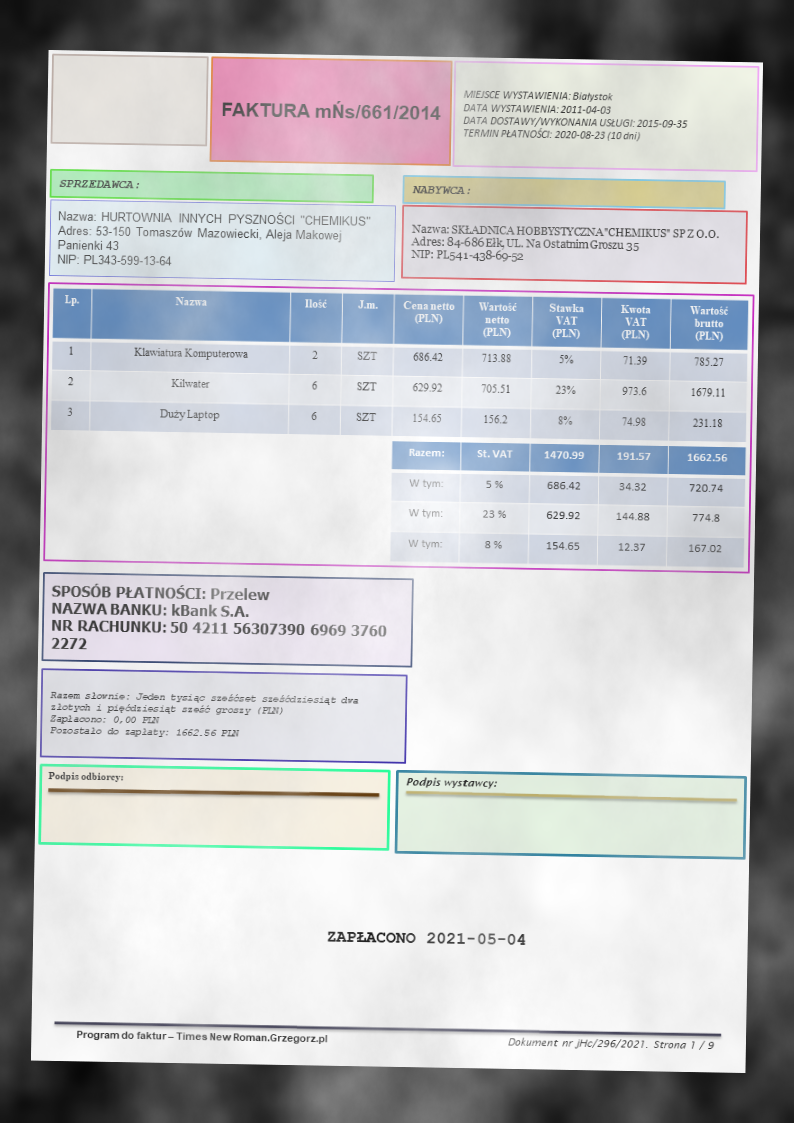 FAKTURA mŃs/661/2014
MIEJSCE WYSTAWIENIA: Białystok
DATA WYSTAWIENIA: 2011-04-03
DATA DOSTAWY/WYKONANIA USŁUGI: 2015-09-35
TERMIN PŁATNOŚCI: 2020-08-23 (10 dni)
SPRZEDAWCA:
Nazwa: HURTOWNIA INNYCH PYSZNOŚCI "CHEMIKUS"
Adres: 53-150 Tomaszów Mazowiecki, Aleja Makowej
Panienki 43
NIP: PL343-599-13-64
NABYWCA:
Nazwa: SKŁADNICA HOBBYSTYCZNA"CHEMIKUS" SP Z O.O.
Adres: 84-686 Ełk, UL. Na Ostatnim Groszu 35
NIP: PL541-438-69-52
Lp. Nazwa Ilość J.m. Cena netto (PLN) Wartość netto (PLN) Stawka VAT (PLN) Kwota VAT (PLN) Wartość brutto (PLN)
1 Klawiatura Komputerowa 2 SZT 686.42 713.88 5% 71.39 785.27
2 Kilwater 6 SZT 629.92 705.51 23% 973.6 1679.11
3 Duży Laptop 6 SZT 154.65 156.2 8% 74.98 231.18
Razem: St. VAT 1470.99 191.57 1662.56
W tym: 5 % 686.42 34.32 720.74
W tym: 23 % 629.92 144.88 774.8
W tym: 8 % 154.65 12.37 167.02
SPOSÓB PŁATNOŚCI: Przelew
NAZWA BANKU: kBank S.A.
NR RACHUNKU: 50 4211 56307390 6969 3760
2272
Razem słownie: Jeden tysiąc sześćset sześćdziesiąt dwa
złotych i pięćdziesiąt sześć groszy (PLN)
Zapłacono: 0,00 PLN
Pozostało do zapłaty: 1662.56 PLN
Podpis odbiorcy:
Podpis wystawcy:
ZAPŁACONO 2021-05-04
Program do faktur – Times New Roman.Grzegorz.pl
Dokument nr jHc/296/2021. Strona 1 / 9